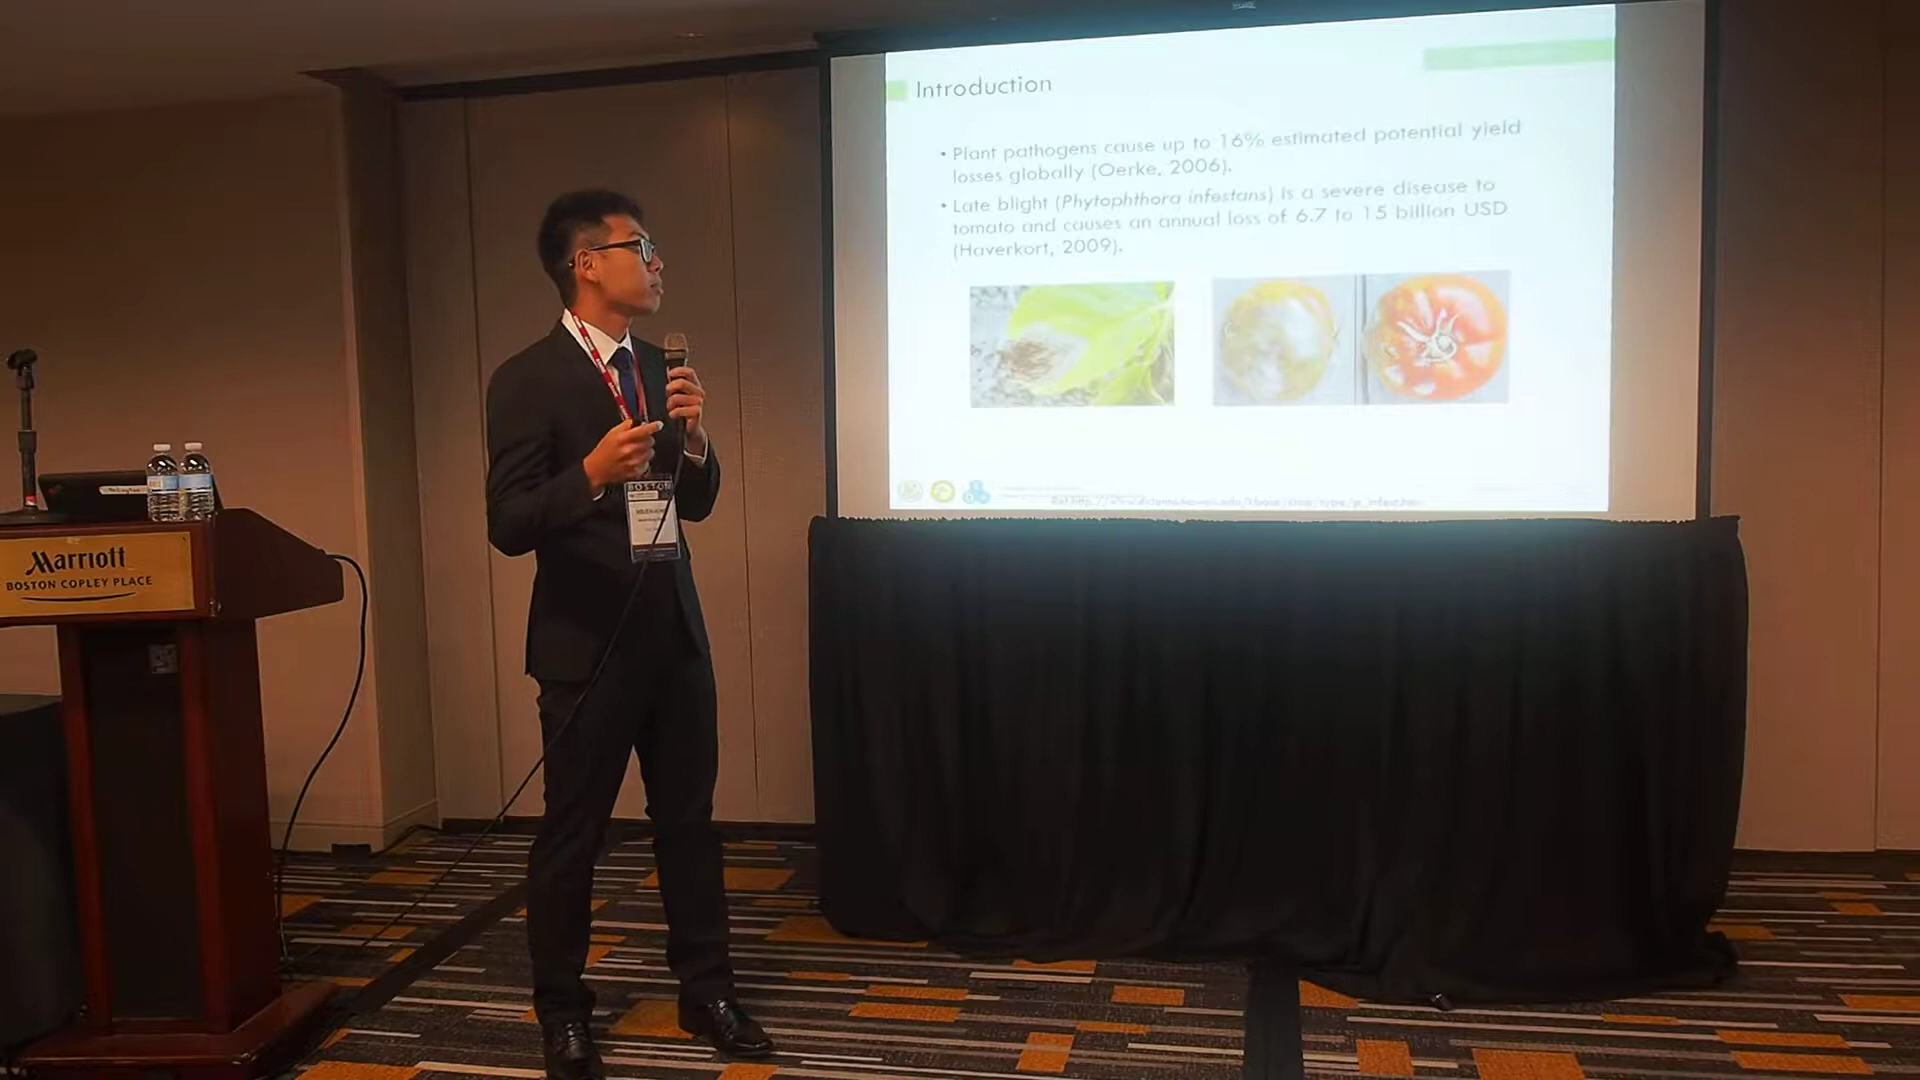 Introduction
• Plant pathogens cause up to 16% estimated potential yield
losses globally (Oerke, 2006).
• Late blight (Phytophthora infestans) is a severe disease to
tomato and causes an annual loss of 6.7 to 15 billion USD
(Haverkort, 2009).
BOSTON
Marriott
BOSTON COPLEY PLACE